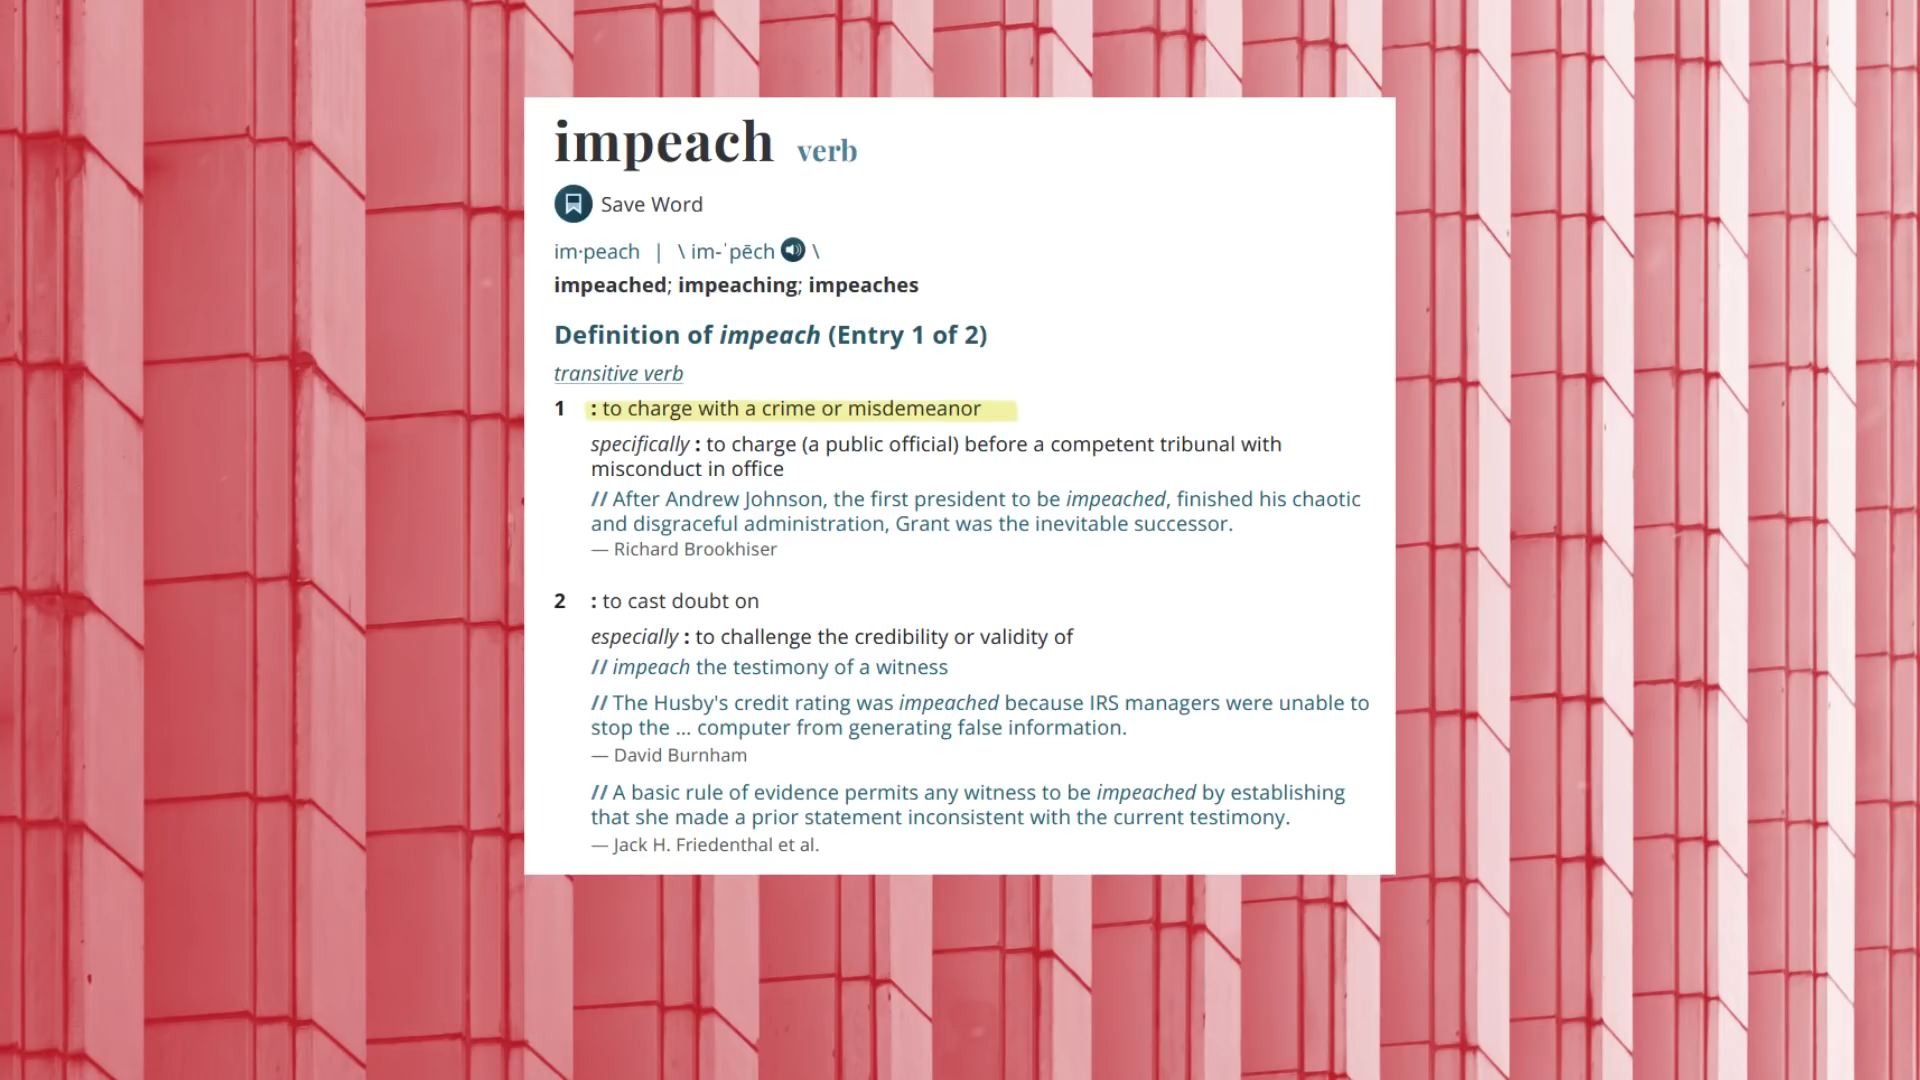 impeach verb
Save Word
im·peach | \ im-ˈpēch \
impeached; impeaching; impeaches
Definition of impeach (Entry 1 of 2)
transitive verb
1 : to charge with a crime or misdemeanor
specifically : to charge (a public official) before a competent tribunal with
misconduct in office
// After Andrew Johnson, the first president to be impeached, finished his chaotic
and disgraceful administration, Grant was the inevitable successor.
— Richard Brookhiser
2 : to cast doubt on
especially : to challenge the credibility or validity of
// impeach the testimony of a witness
// The Husby's credit rating was impeached because IRS managers were unable to
stop the ... computer from generating false information.
— David Burnham
// A basic rule of evidence permits any witness to be impeached by establishing
that she made a prior statement inconsistent with the current testimony.
— Jack H. Friedenthal et al.